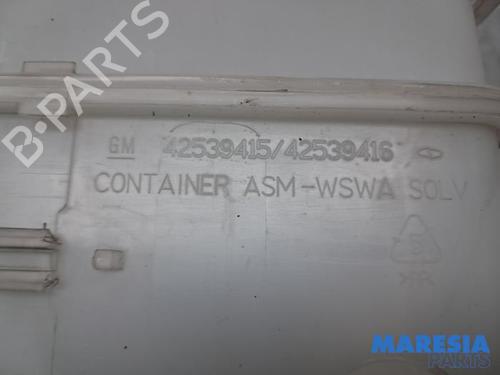 B-PARTS
GM 42539415/42539416
CONTAINER ASM-WSWA SOLV
MARESIA
PARTS